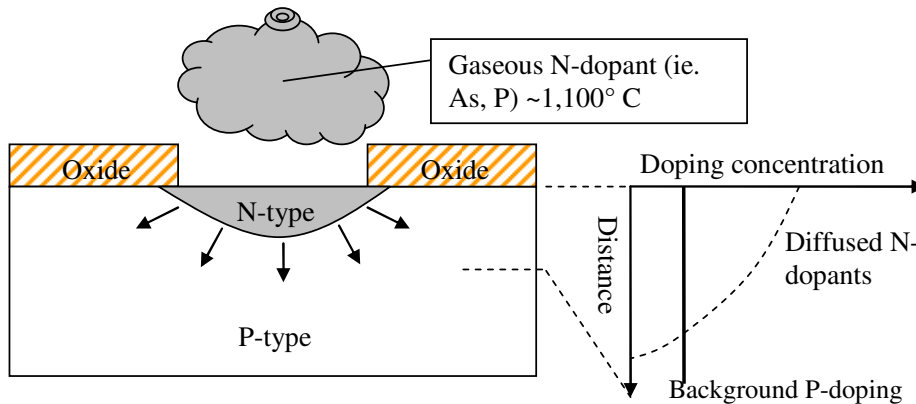 Gaseous N-dopant (ie.
As, P) ~1,100° C
Oxide
Oxide
N-type
P-type
Doping concentration
Distance
Diffused N-
dopants
Background P-doping